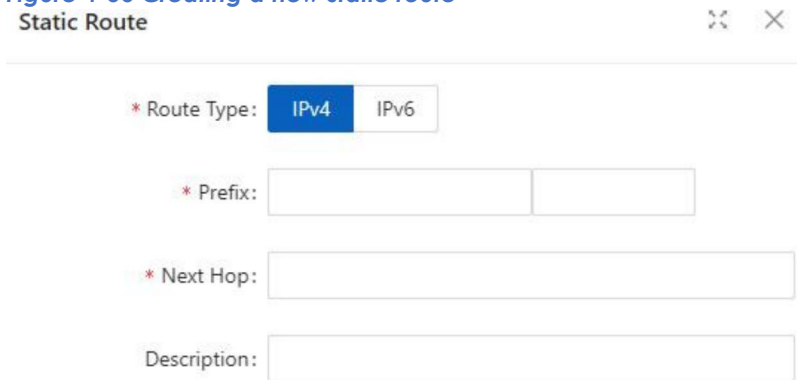 Static Route
* Route Type: IPv4 IPv6
* Prefix:
* Next Hop:
Description: